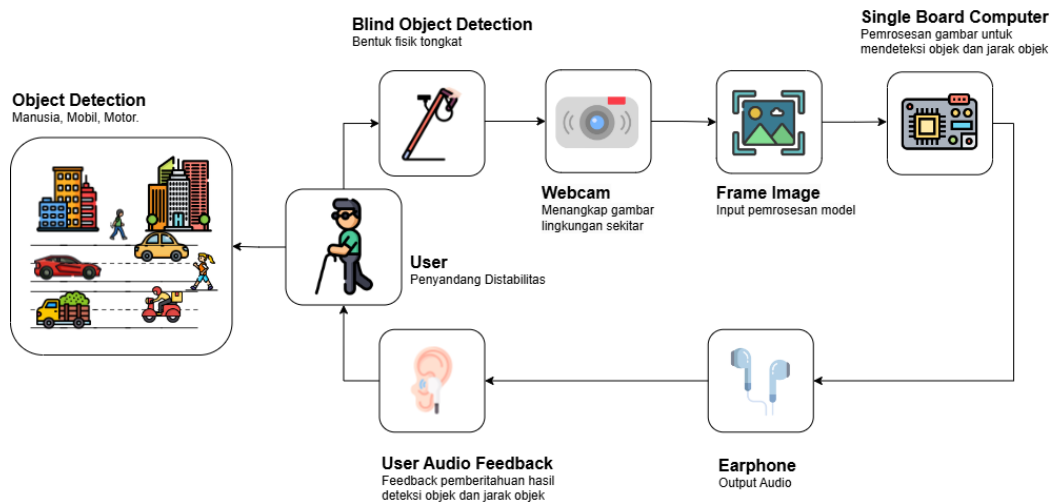 Blind Object Detection
Bentuk fisik tongkat
Single Board Computer
Pemrosesan gambar untuk
mendeteksi objek dan jarak objek
Object Detection
Manusia, Mobil, Motor.
Webcam
Menangkap gambar
lingkungan sekitar
Frame Image
Input pemrosesan model
User
Penyandang Distabilitas
User Audio Feedback
Feedback pemberitahuan hasil
deteksi objek dan jarak objek
Earphone
Output Audio